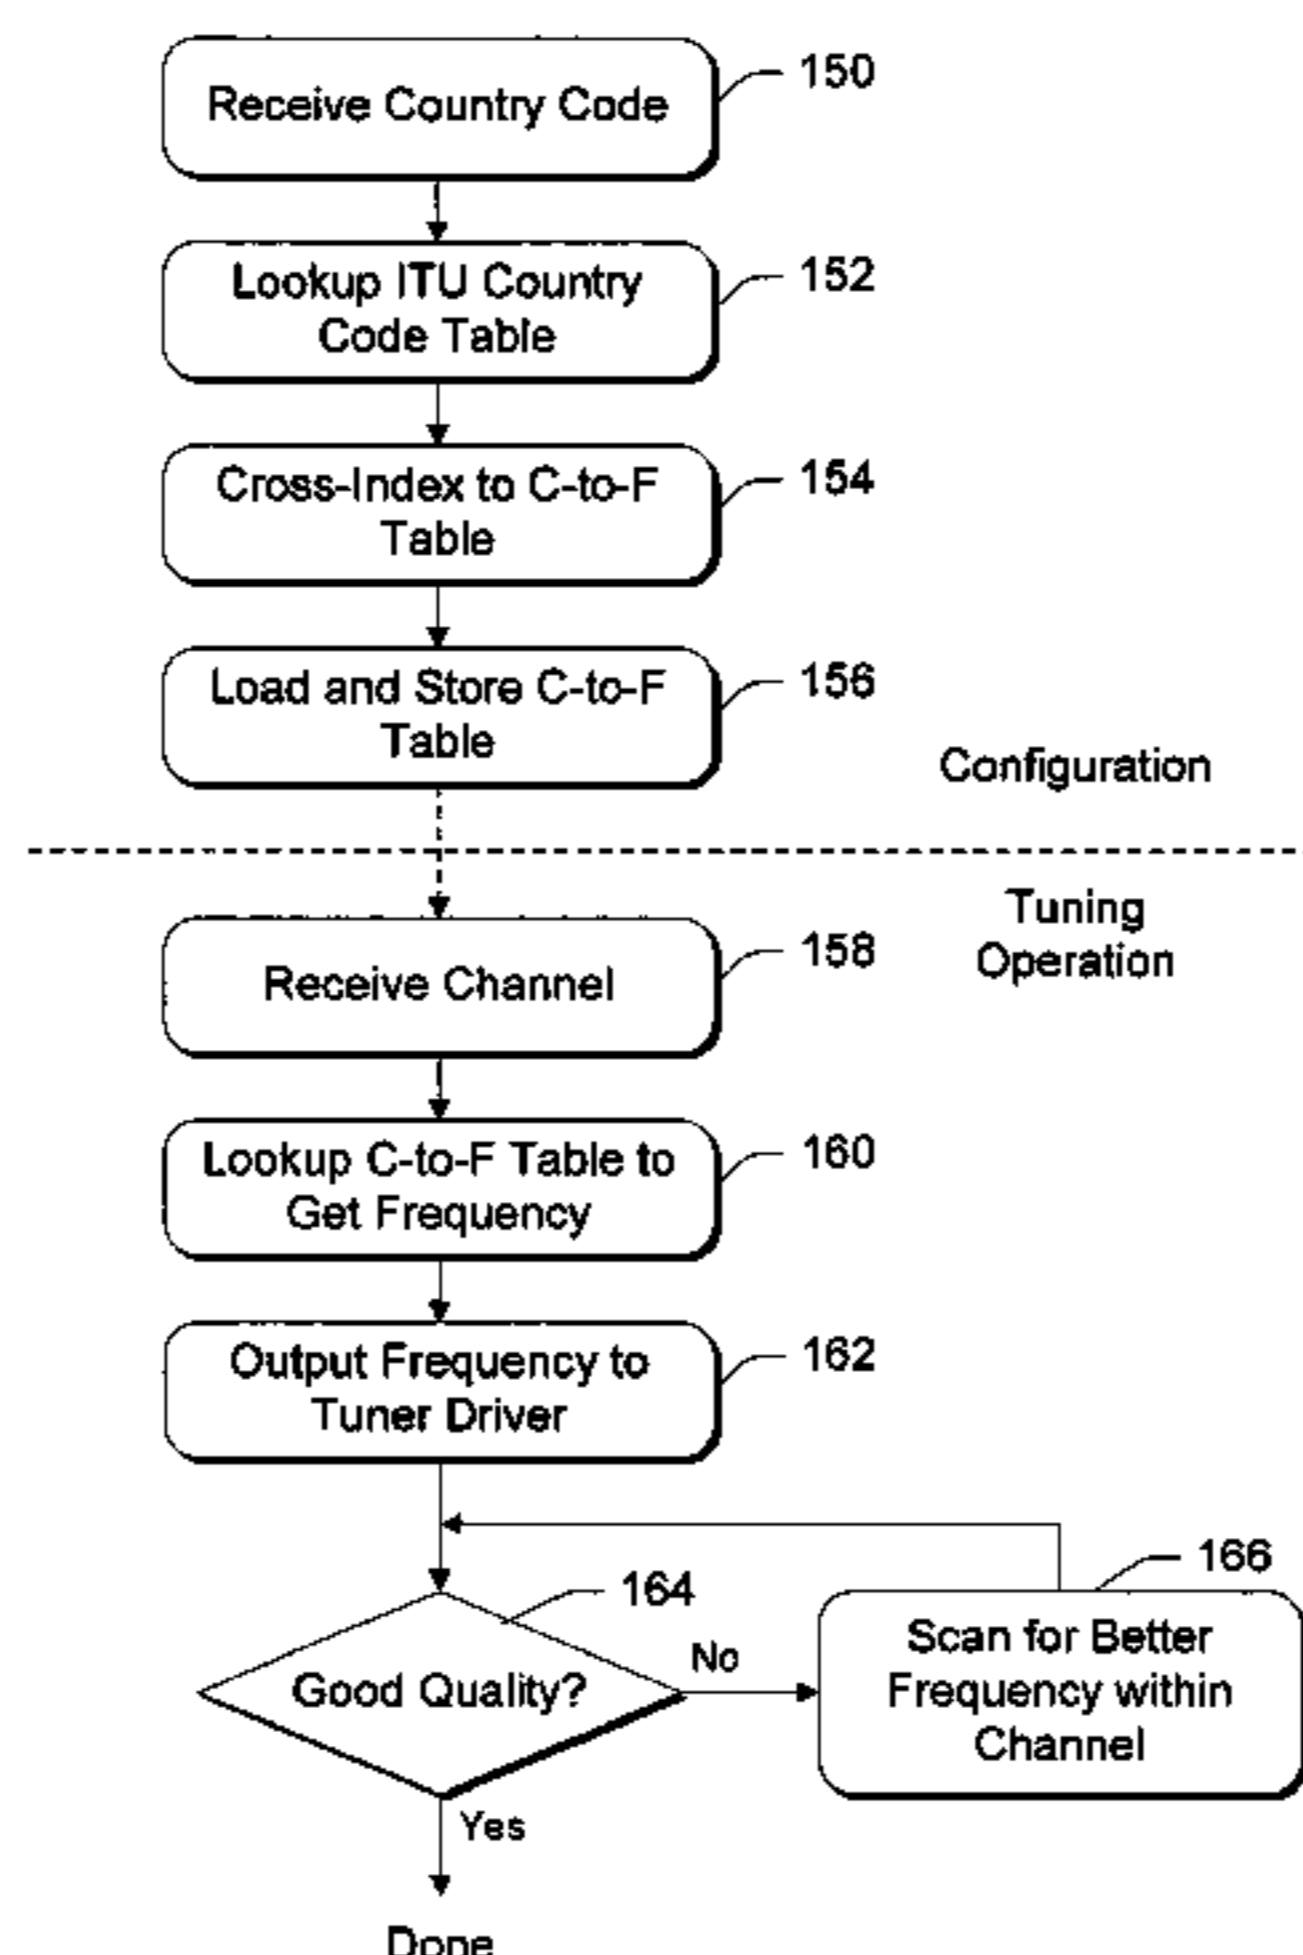 Receive Country Code
150
Lookup ITU Country
Code Table
152
Cross-Index to C-to-F
Table
154
Load and Store C-to-F
Table
156
Configuration
Tuning
Operation
Receive Channel
158
Lookup C-to-F Table to
Get Frequency
160
Output Frequency to
Tuner Driver
162
Good Quality?
164
No
Scan for Better
Frequency within
Channel
166
Yes
Done